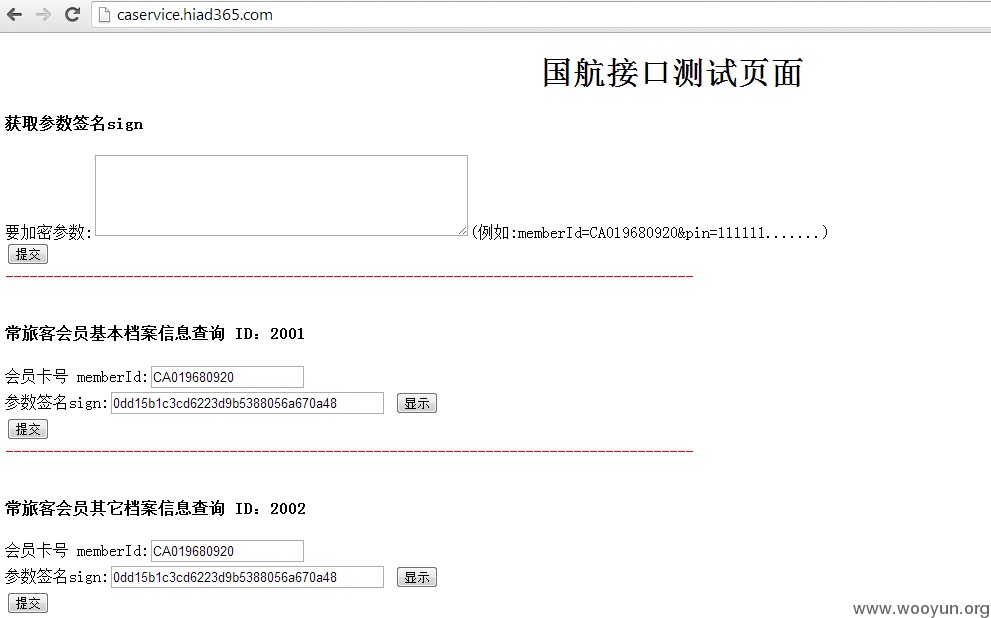 caservice.hiad365.com
国航接口测试页面
获取参数签名sign
要加密参数: (例如:memberId=CA019680920&pin=111111.......)
提交
--------------------------------------------------------------------------------------
常旅客会员基本档案信息查询 ID：2001
会员卡号 memberId: CA019680920
参数签名sign: 0dd15b1c3cd6223d9b5388056a670a48 显示
提交
--------------------------------------------------------------------------------------
常旅客会员其它档案信息查询 ID：2002
会员卡号 memberId: CA019680920
参数签名sign: 0dd15b1c3cd6223d9b5388056a670a48 显示
提交
www.wooyun.org